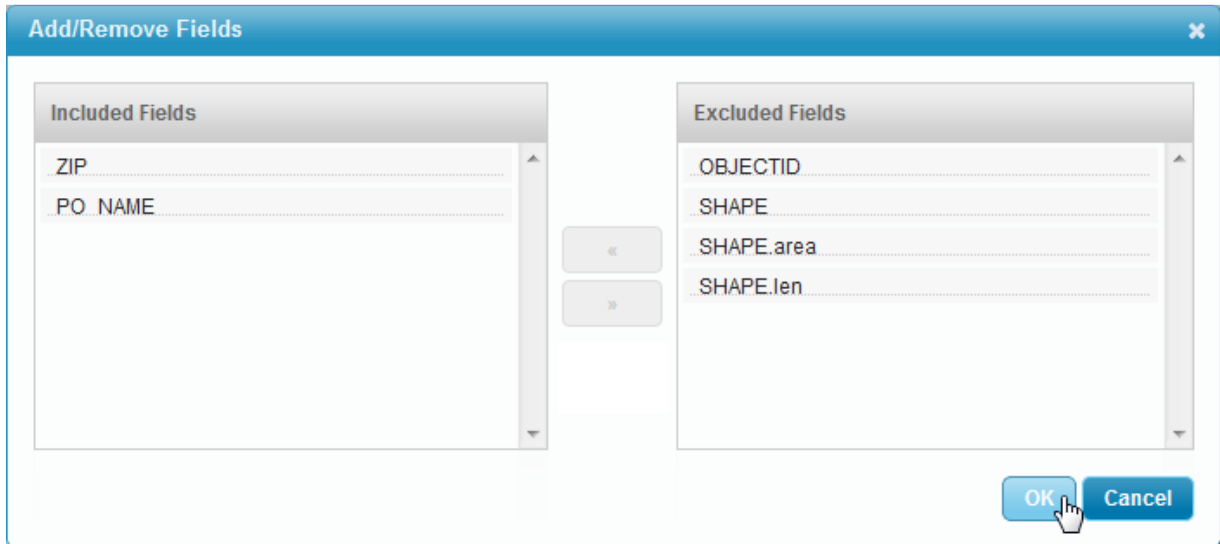 Add/Remove Fields
Included Fields
ZIP
PO_NAME
«
»
Excluded Fields
OBJECTID
SHAPE
SHAPE.area
SHAPE.len
OK
Cancel